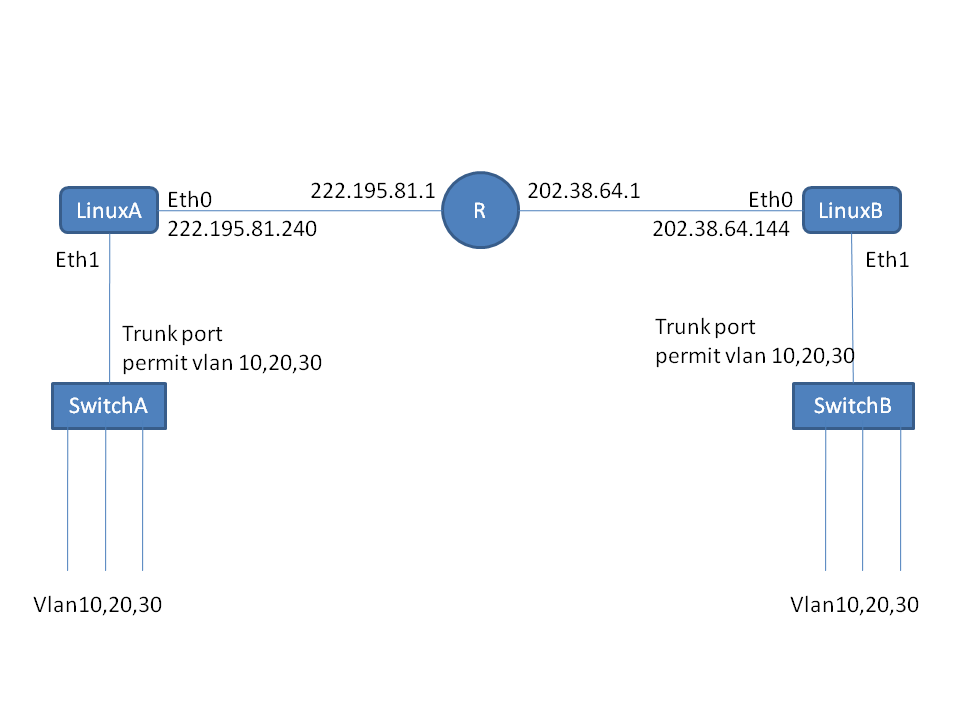 LinuxA
Eth0
222.195.81.1
R
202.38.64.1
Eth0
LinuxB
222.195.81.240
202.38.64.144
Eth1
Eth1
Trunk port
permit vlan 10,20,30
Trunk port
permit vlan 10,20,30
SwitchA
SwitchB
Vlan10,20,30
Vlan10,20,30